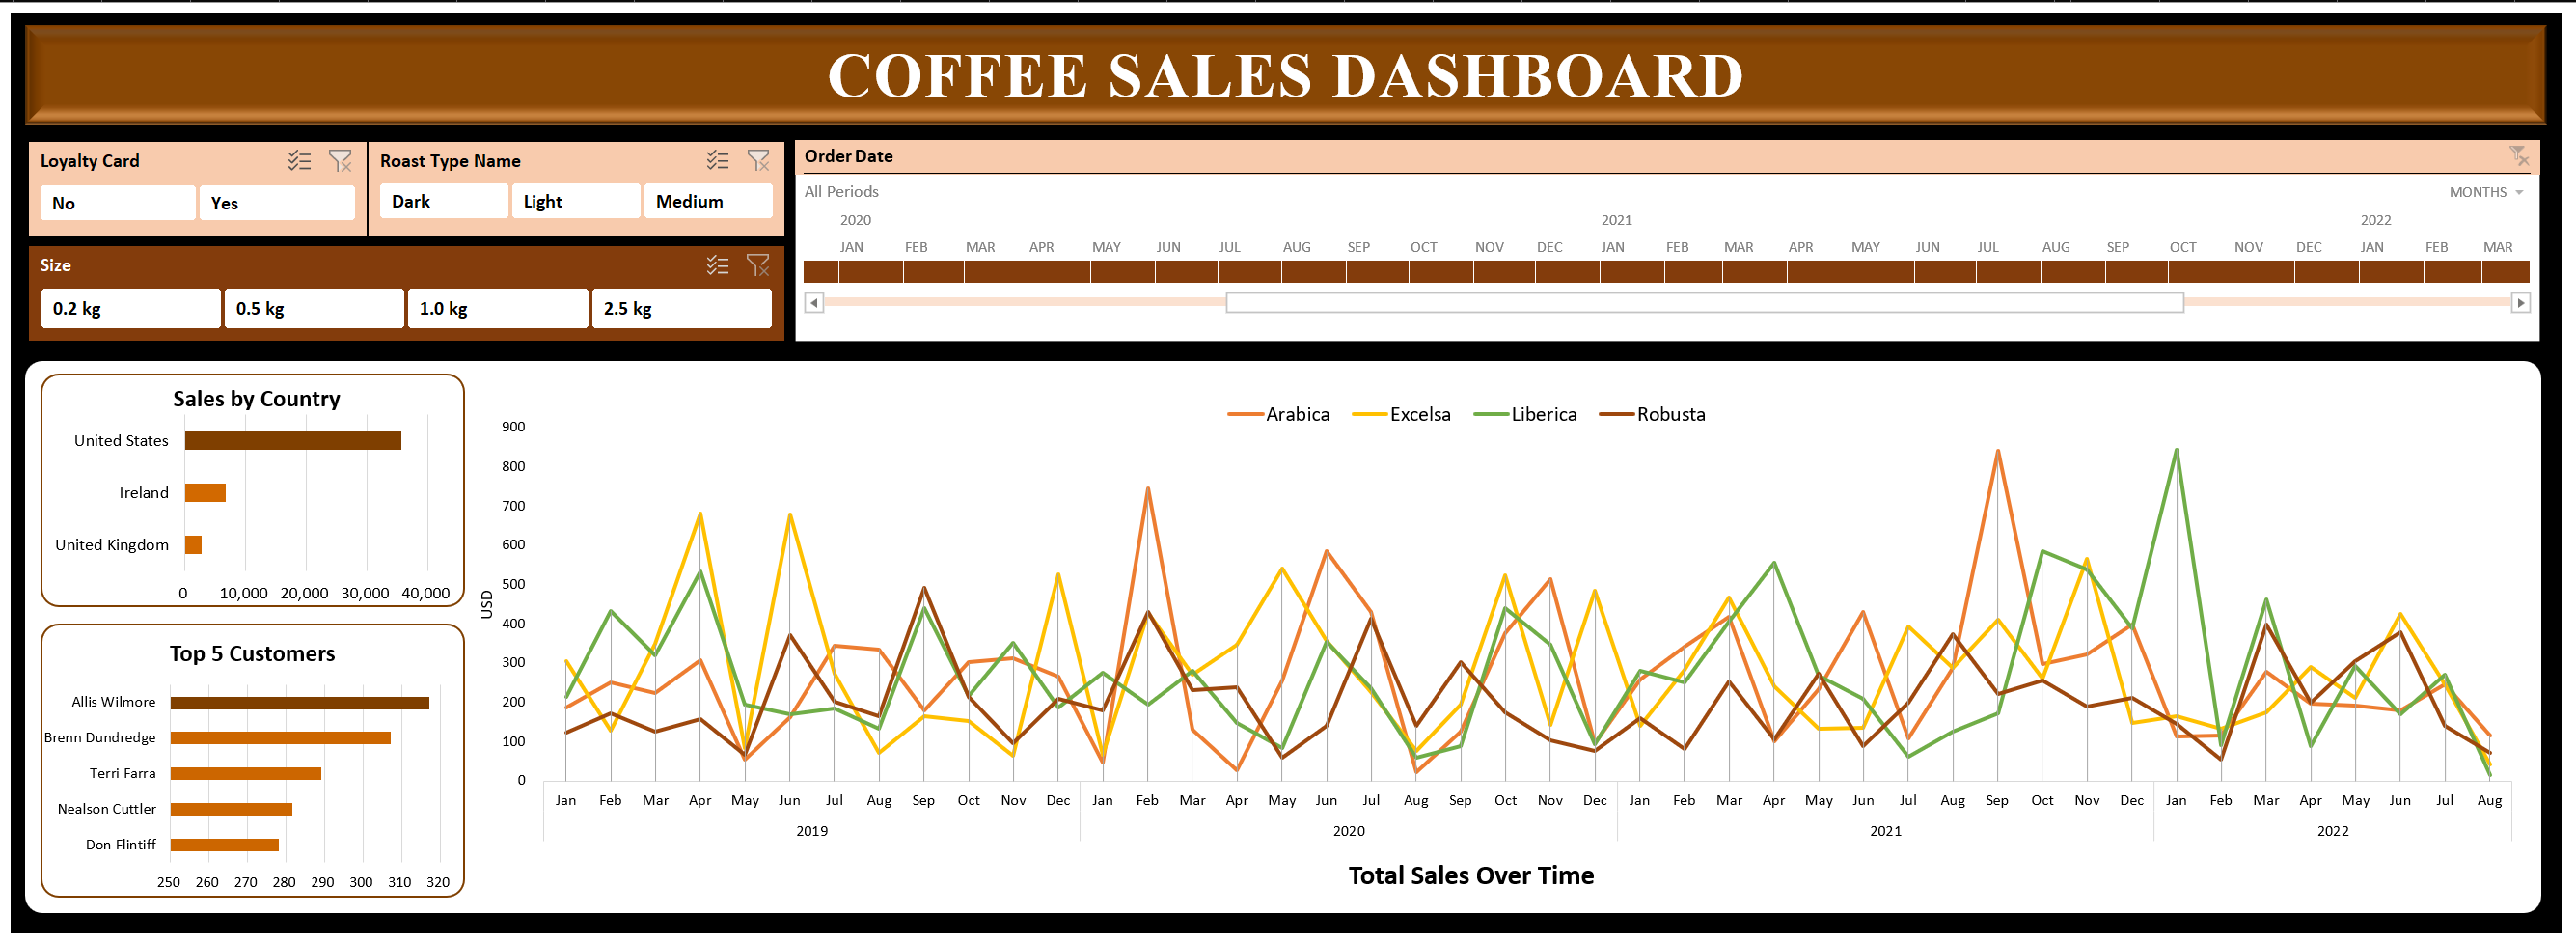 COFFEE SALES DASHBOARD
Loyalty Card
No Yes
Roast Type Name
Dark Light Medium
Size
0.2 kg 0.5 kg 1.0 kg 2.5 kg
Order Date
All Periods MONTHS
2020 2021 2022
JAN FEB MAR APR MAY JUN JUL AUG SEP OCT NOV DEC JAN FEB MAR APR MAY JUN JUL AUG SEP OCT NOV DEC JAN FEB MAR
Sales by Country
United States
Ireland
United Kingdom
0 10,000 20,000 30,000 40,000
Top 5 Customers
Allis Wilmore
Brenn Dundredge
Terri Farra
Nealson Cuttler
Don Flintiff
250 260 270 280 290 300 310 320
Arabica Excelsa Liberica Robusta
900
800
700
600
500
400
300
200
100
0
USD
Jan Feb Mar Apr May Jun Jul Aug Sep Oct Nov Dec Jan Feb Mar Apr May Jun Jul Aug Sep Oct Nov Dec Jan Feb Mar Apr May Jun Jul Aug Sep Oct Nov Dec Jan Feb Mar Apr May Jun Jul Aug
2019 2020 2021 2022
Total Sales Over Time